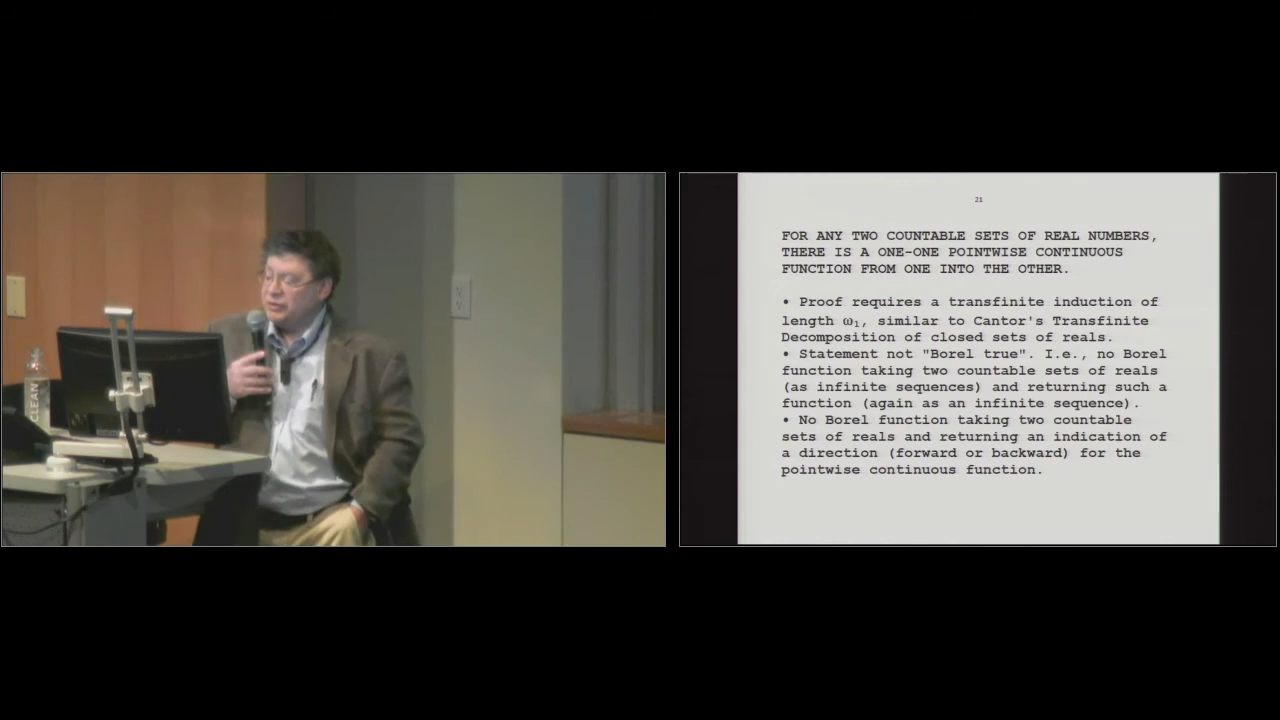 CLEAN
21
FOR ANY TWO COUNTABLE SETS OF REAL NUMBERS,
THERE IS A ONE-ONE POINTWISE CONTINUOUS
FUNCTION FROM ONE INTO THE OTHER.
• Proof requires a transfinite induction of
length ω₁, similar to Cantor's Transfinite
Decomposition of closed sets of reals.
• Statement not "Borel true". I.e., no Borel
function taking two countable sets of reals
(as infinite sequences) and returning such a
function (again as an infinite sequence).
• No Borel function taking two countable
sets of reals and returning an indication of
a direction (forward or backward) for the
pointwise continuous function.